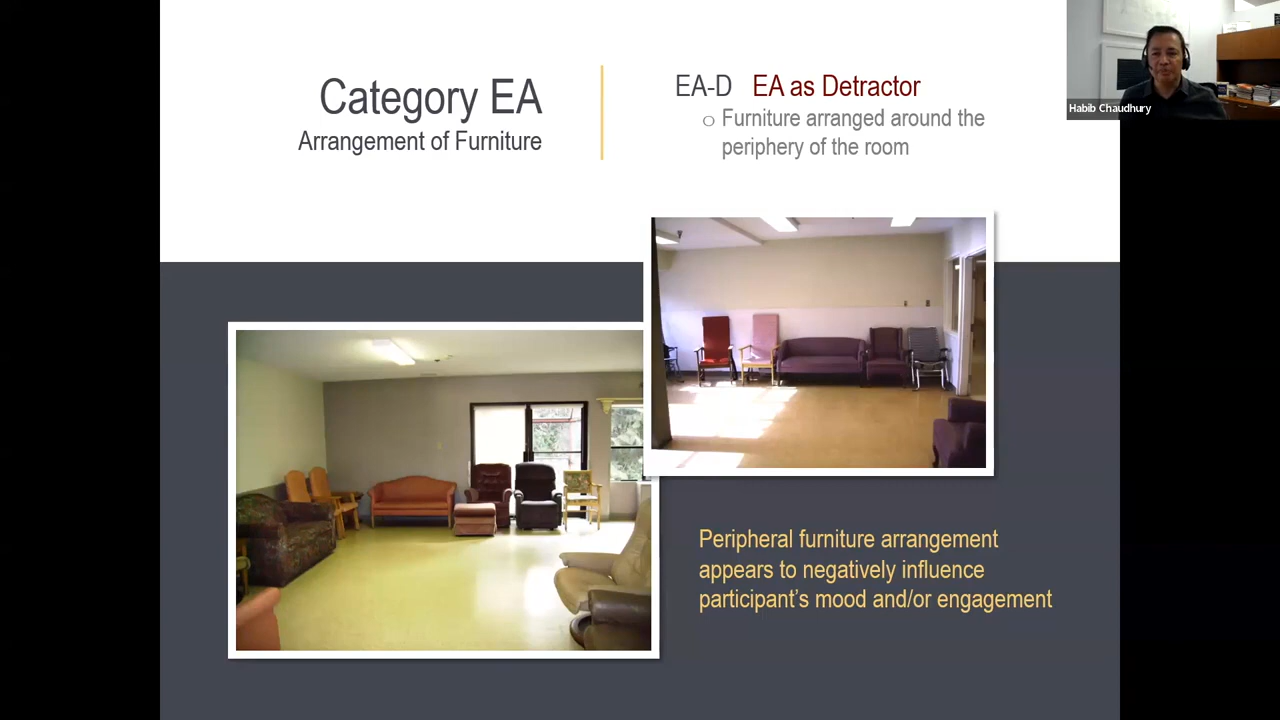 Category EA
Arrangement of Furniture
EA-D EA as Detractor
o Furniture arranged around the
periphery of the room
Habib Chaudhury
Peripheral furniture arrangement
appears to negatively influence
participant's mood and/or engagement